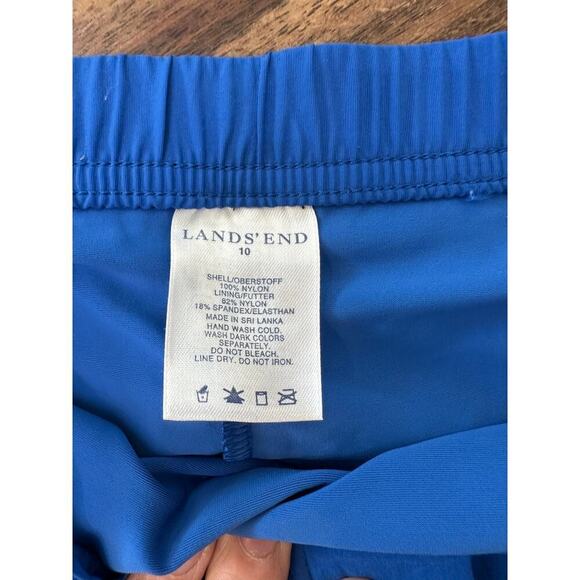 LANDS' END
10
SHELL/OBERSTOFF
100% NYLON
LINING/FUTTER
82% NYLON
18% SPANDEX/ELASTHAN
MADE IN SRI LANKA
HAND WASH COLD.
WASH DARK COLORS
SEPARATELY.
DO NOT BLEACH.
LINE DRY. DO NOT IRON.